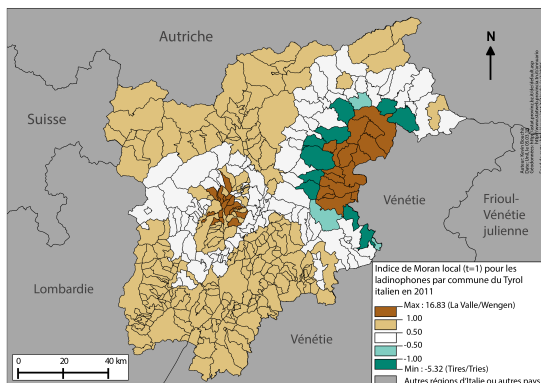 Autriche
N
Suisse
Vénétie
Frioul-
Vénétie
julienne
Lombardie
Vénétie
0 20 40 km
Indice de Moran local (t=1) pour les
ladinophones par commune du Tyrol
italien en 2011
Max : 16.83 (La Valle/Wengen)
1.00
0.50
-0.50
-1.00
Min : -5.32 (Tires/Tries)
Autres régions d'Italie ou autres pays